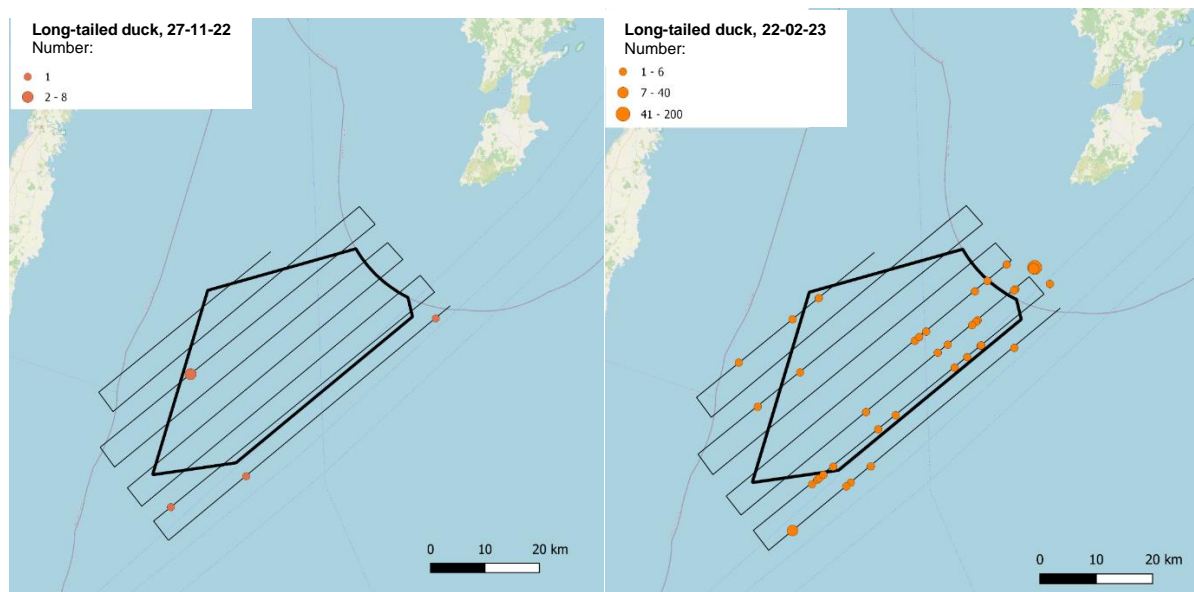 Long-tailed duck, 27-11-22
Number:
1
2 - 8
0 10 20 km
Long-tailed duck, 22-02-23
Number:
1 - 6
7 - 40
41 - 200
0 10 20 km